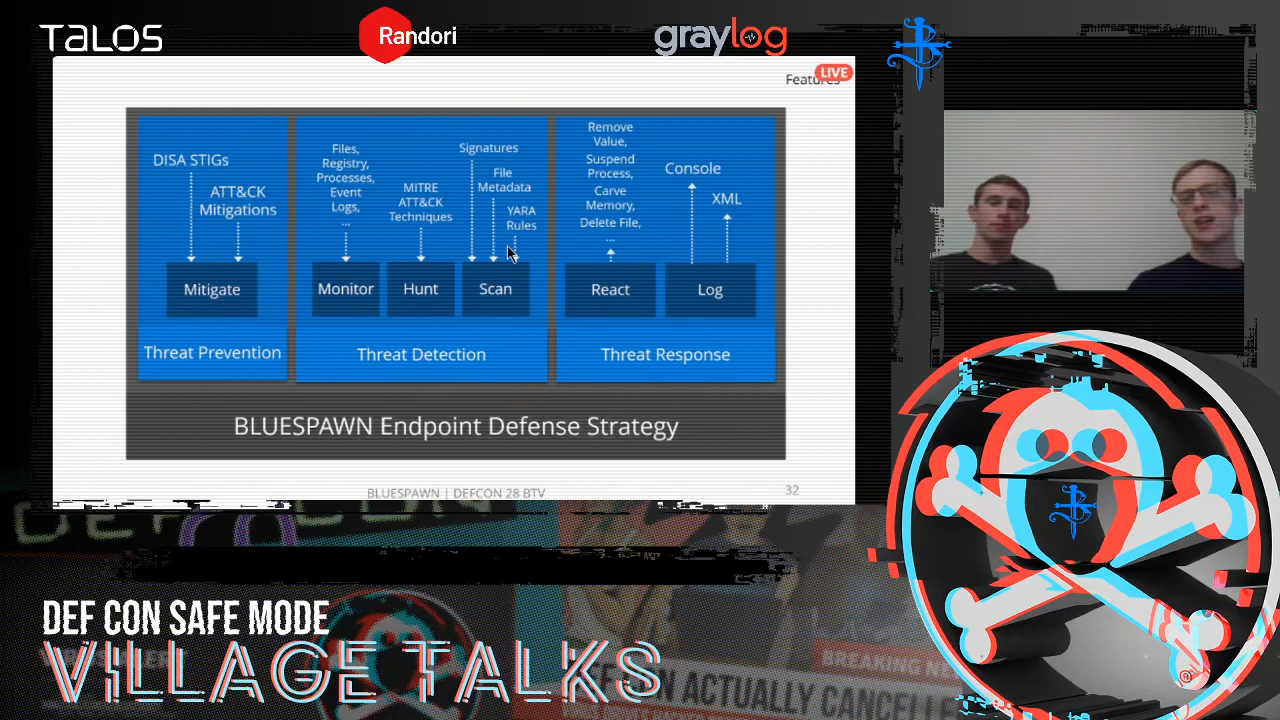 TALOS
Randori
graylog
Features
LIVE
DISA STIGs
ATT&CK
Mitigations
Mitigate
Threat Prevention
Files,
Registry,
Processes,
Event
Logs,
...
MITRE
ATT&CK
Techniques
Signatures
File
Metadata
YARA
Rules
Monitor
Hunt
Scan
Threat Detection
Remove
Value,
Suspend
Process,
Carve
Memory,
Delete File,
...
Console
XML
React
Log
Threat Response
BLUESPAWN Endpoint Defense Strategy
BLUESPAWN | DEFCON 28 BTV
32
DEF CON SAFE MODE
VILLAGE TALKS
BREAKING
CON ACTUALLY CANCELLE
®